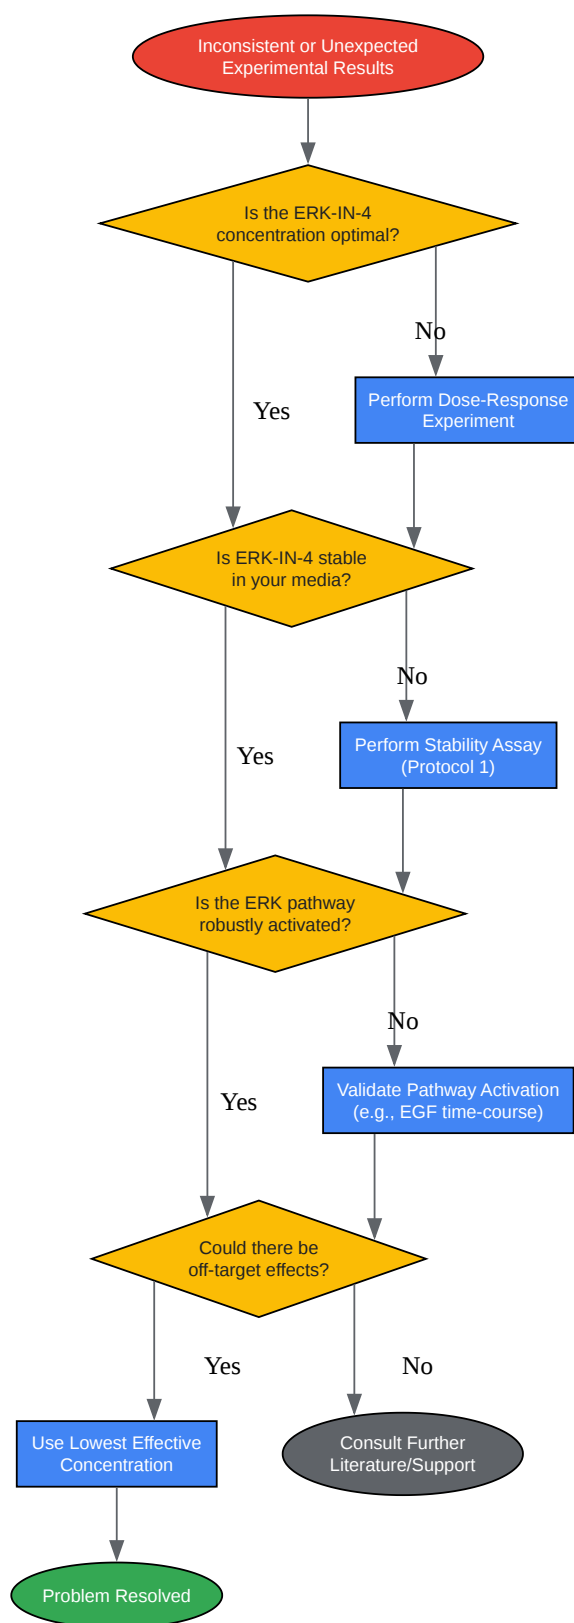 Inconsistent or Unexpected
Experimental Results
Is the ERK-IN-4
concentration optimal?
No
Perform Dose-Response
Experiment
Yes
Is ERK-IN-4 stable
in your media?
No
Perform Stability Assay
(Protocol 1)
Yes
Is the ERK pathway
robustly activated?
No
Validate Pathway Activation
(e.g., EGF time-course)
Yes
Could there be
off-target effects?
Yes
No
Use Lowest Effective
Concentration
Consult Further
Literature/Support
Problem Resolved